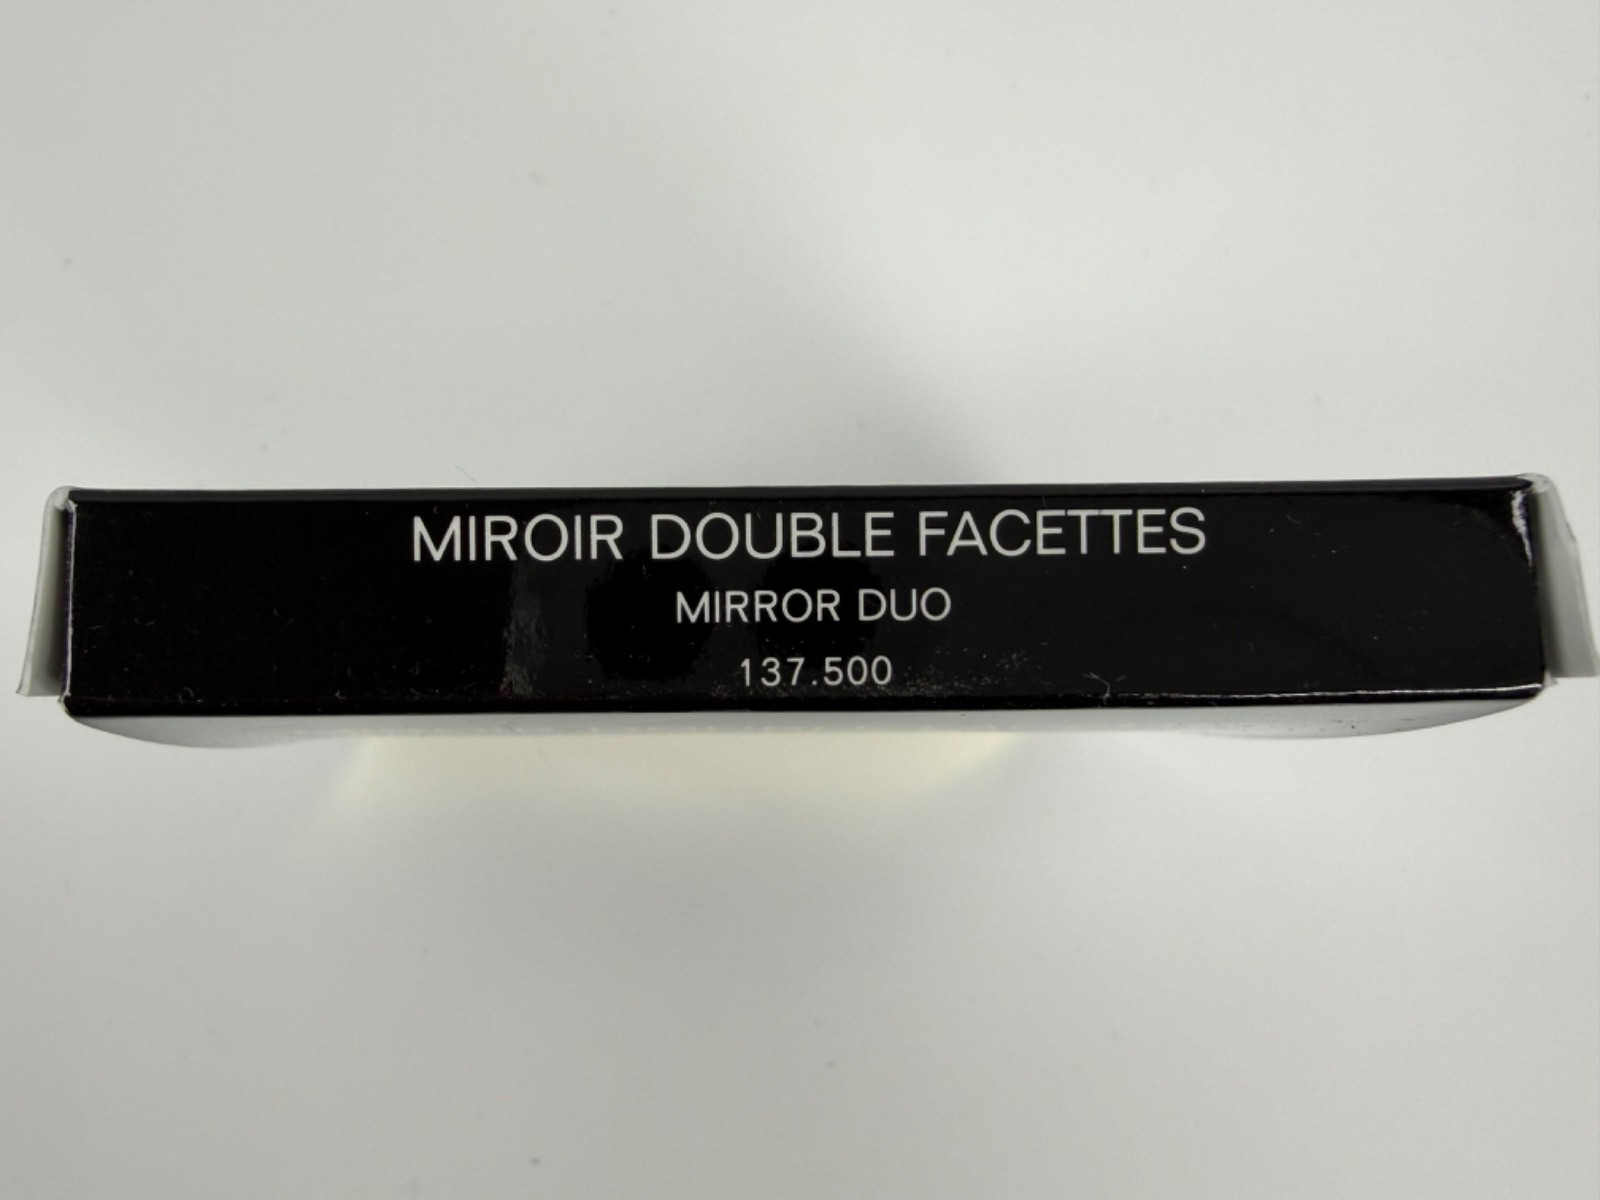 MIROIR DOUBLE FACETTES
MIRROR DUO
137.500